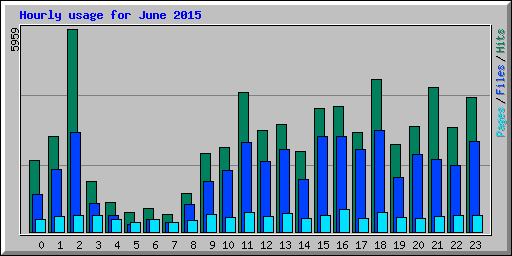 Hourly usage for June 2015
5959
Pages/Files/Hits
0 1 2 3 4 5 6 7 8 9 10 11 12 13 14 15 16 17 18 19 20 21 22 23